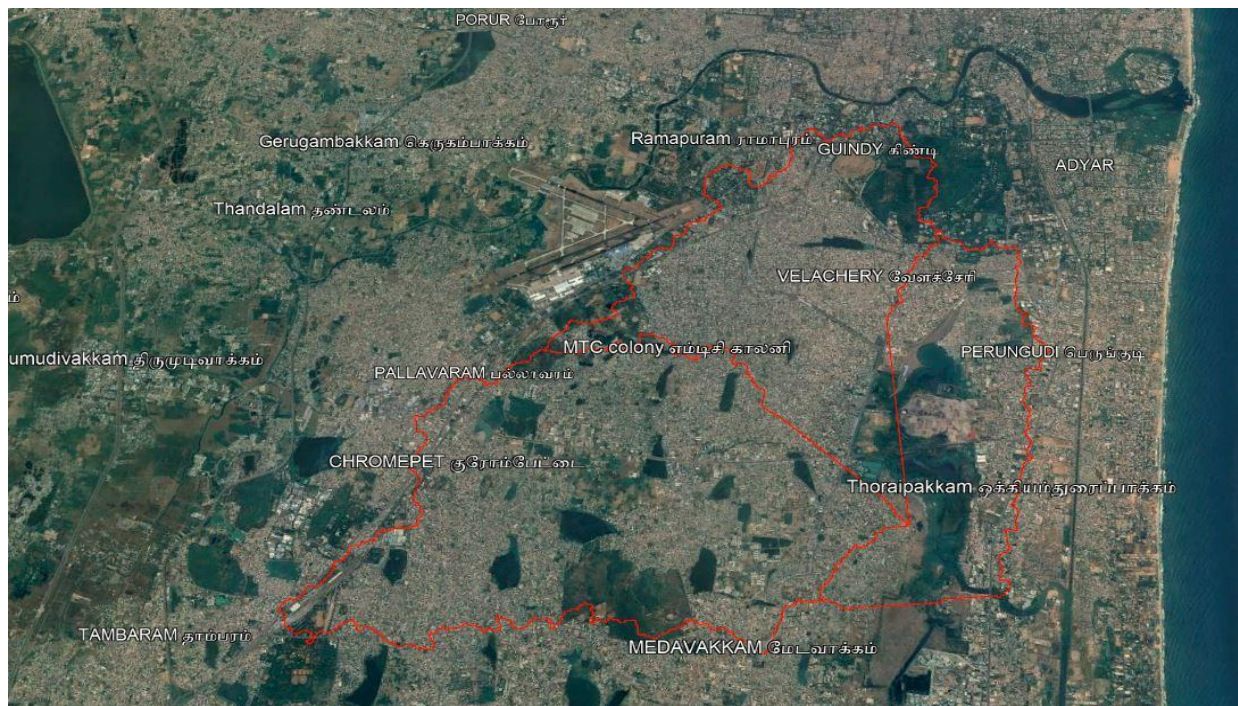 PORUR போரூர்
Ramapuram ராமாபுரம்
Gerugambakkam கெருகம்பாக்கம்
GUINDY கிண்டி
ADYAR
Thandalam தண்டலம்
VELACHERY வேளச்சேரி
ம்
MTC colony எம்டிசி காலனி
PERUNGUDI பெருங்குடி
umudivakkam திருமுடிவாக்கம்
PALLAVARAM பல்லாவரம்
CHROMEPET குரோம்பேட்டை
Thoraipakkam ஒக்கியம்துரைப்பாக்கம்
TAMBARAM தாம்பரம்
MEDAVAKKAM மேடவாக்கம்